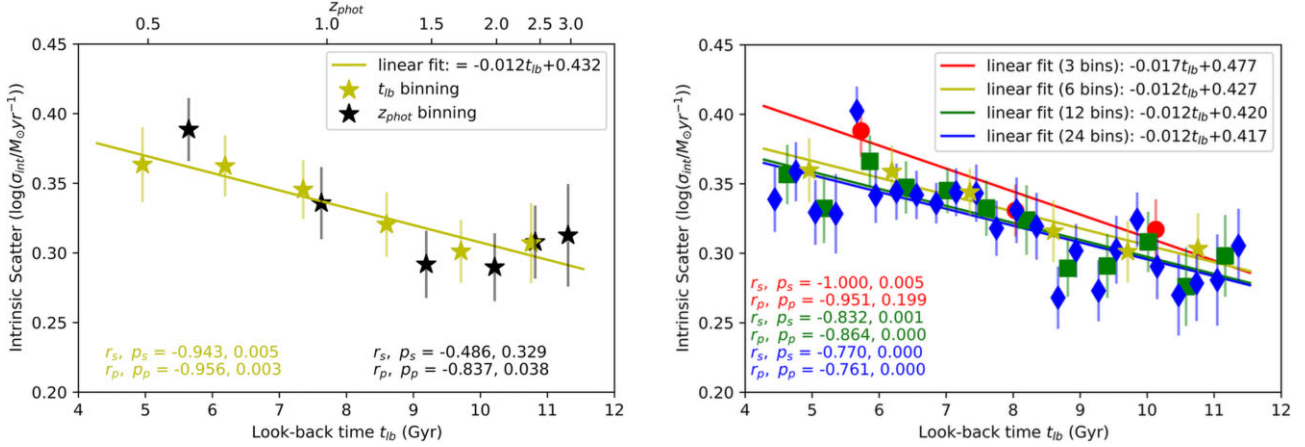 z_phot
0.5 1.0 1.5 2.0 2.5 3.0
0.45
0.40
0.35
0.30
0.25
0.20
Intrinsic Scatter (log(σ_int/M_⊙yr⁻¹))
linear fit: = -0.012t_lb+0.432
t_lb binning
z_phot binning
r_s, p_s = -0.943, 0.005
r_p, p_p = -0.956, 0.003
r_s, p_s = -0.486, 0.329
r_p, p_p = -0.837, 0.038
4 5 6 7 8 9 10 11 12
Look-back time t_lb (Gyr)
0.45
0.40
0.35
0.30
0.25
0.20
Intrinsic Scatter (log(σ_int/M_⊙yr⁻¹))
linear fit (3 bins): -0.017t_lb+0.477
linear fit (6 bins): -0.012t_lb+0.427
linear fit (12 bins): -0.012t_lb+0.420
linear fit (24 bins): -0.012t_lb+0.417
r_s, p_s = -1.000, 0.005
r_p, p_p = -0.951, 0.199
r_s, p_s = -0.832, 0.001
r_p, p_p = -0.864, 0.000
r_s, p_s = -0.770, 0.000
r_p, p_p = -0.761, 0.000
4 5 6 7 8 9 10 11 12
Look-back time t_lb (Gyr)